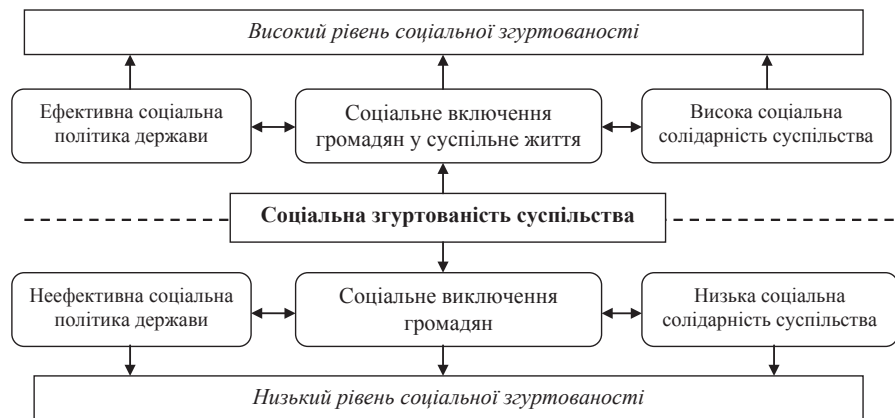 Високий рівень соціальної згуртованості
Ефективна соціальна
політика держави
Соціальне включення
громадян у суспільне життя
Висока соціальна
солідарність суспільства
Соціальна згуртованість суспільства
Неефективна соціальна
політика держави
Соціальне виключення
громадян
Низька соціальна
солідарність суспільства
Низький рівень соціальної згуртованості